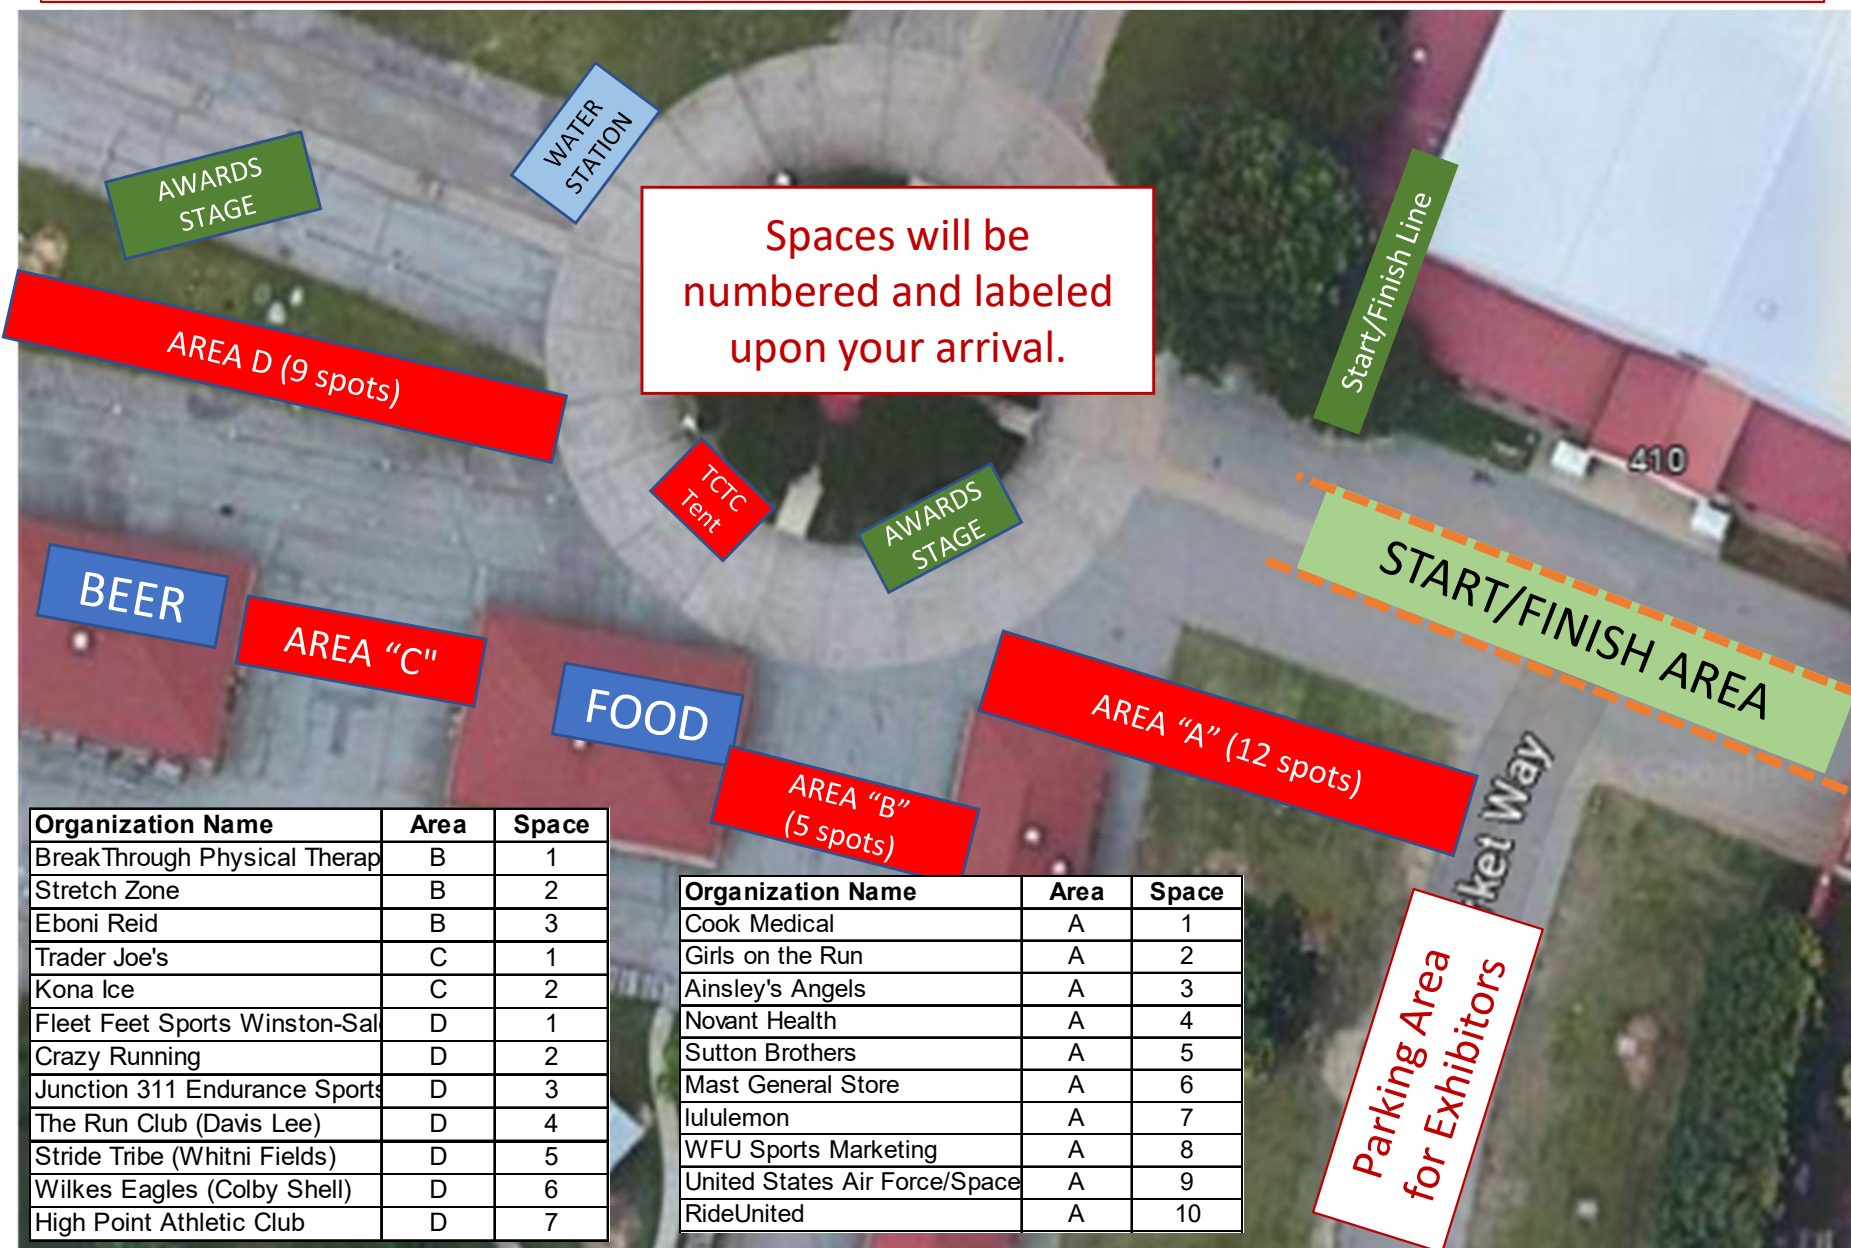 WATER
STATION
AWARDS
STAGE
Spaces will be
numbered and labeled
upon your arrival.
Start/Finish Line
AREA D (9 spots)
410
TCTC
Tent
AWARDS
STAGE
START/FINISH AREA
BEER
AREA “C"
FOOD
AREA “A” (12 spots)
AREA “B”
(5 spots)
rket Way
Parking Area
for Exhibitors
Organization Name Area Space
BreakThrough Physical Therap B 1
Stretch Zone B 2
Eboni Reid B 3
Trader Joe's C 1
Kona Ice C 2
Fleet Feet Sports Winston-Sal D 1
Crazy Running D 2
Junction 311 Endurance Sports D 3
The Run Club (Davis Lee) D 4
Stride Tribe (Whitni Fields) D 5
Wilkes Eagles (Colby Shell) D 6
High Point Athletic Club D 7
Organization Name Area Space
Cook Medical A 1
Girls on the Run A 2
Ainsley's Angels A 3
Novant Health A 4
Sutton Brothers A 5
Mast General Store A 6
lululemon A 7
WFU Sports Marketing A 8
United States Air Force/Space A 9
RideUnited A 10